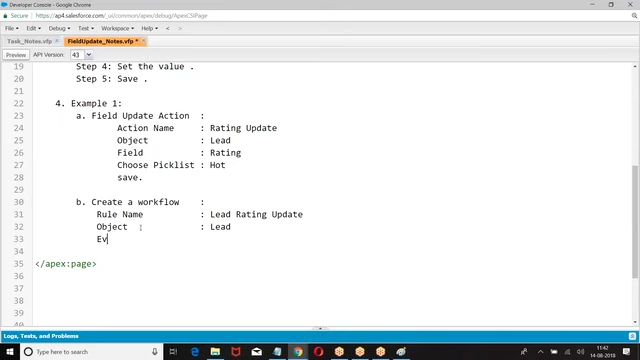 Developer Console - Google Chrome
Secure | https://ap4.salesforce.com/_ui/common/apex/debug/ApexCSIPage
File Edit Debug Test Workspace Help < >
Task_Notes.vfp FieldUpdate_Notes.vfp *
Preview API Version: 43
19 Step 4: Set the value .
20 Step 5: Save .
21
22 4. Example 1:
23 a. Field Update Action :
24 Action Name : Rating Update
25 Object : Lead
26 Field : Rating
27 Choose Picklist : Hot
28 save.
29
30 b. Create a workflow :
31 Rule Name : Lead Rating Update
32 Object : Lead
33 Ev
34
35 </apex:page>
36
37
38
39
40
Logs, Tests, and Problems
Type here to search
11:42
14-08-2018